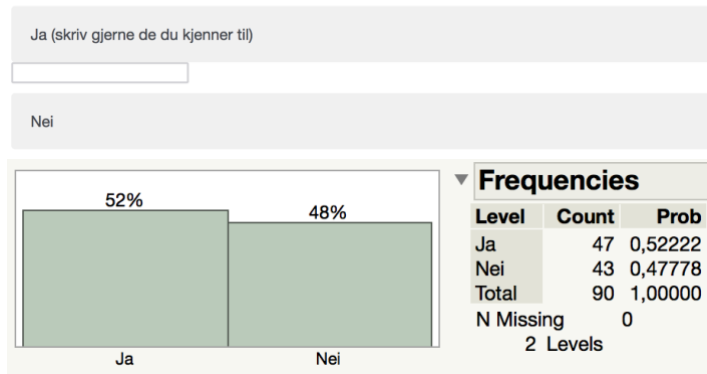 Ja (skriv gjerne de du kjenner til)
Nei
52%
48%
Ja
Nei
Frequencies
Level Count Prob
Ja 47 0,52222
Nei 43 0,47778
Total 90 1,00000
N Missing 0
2 Levels